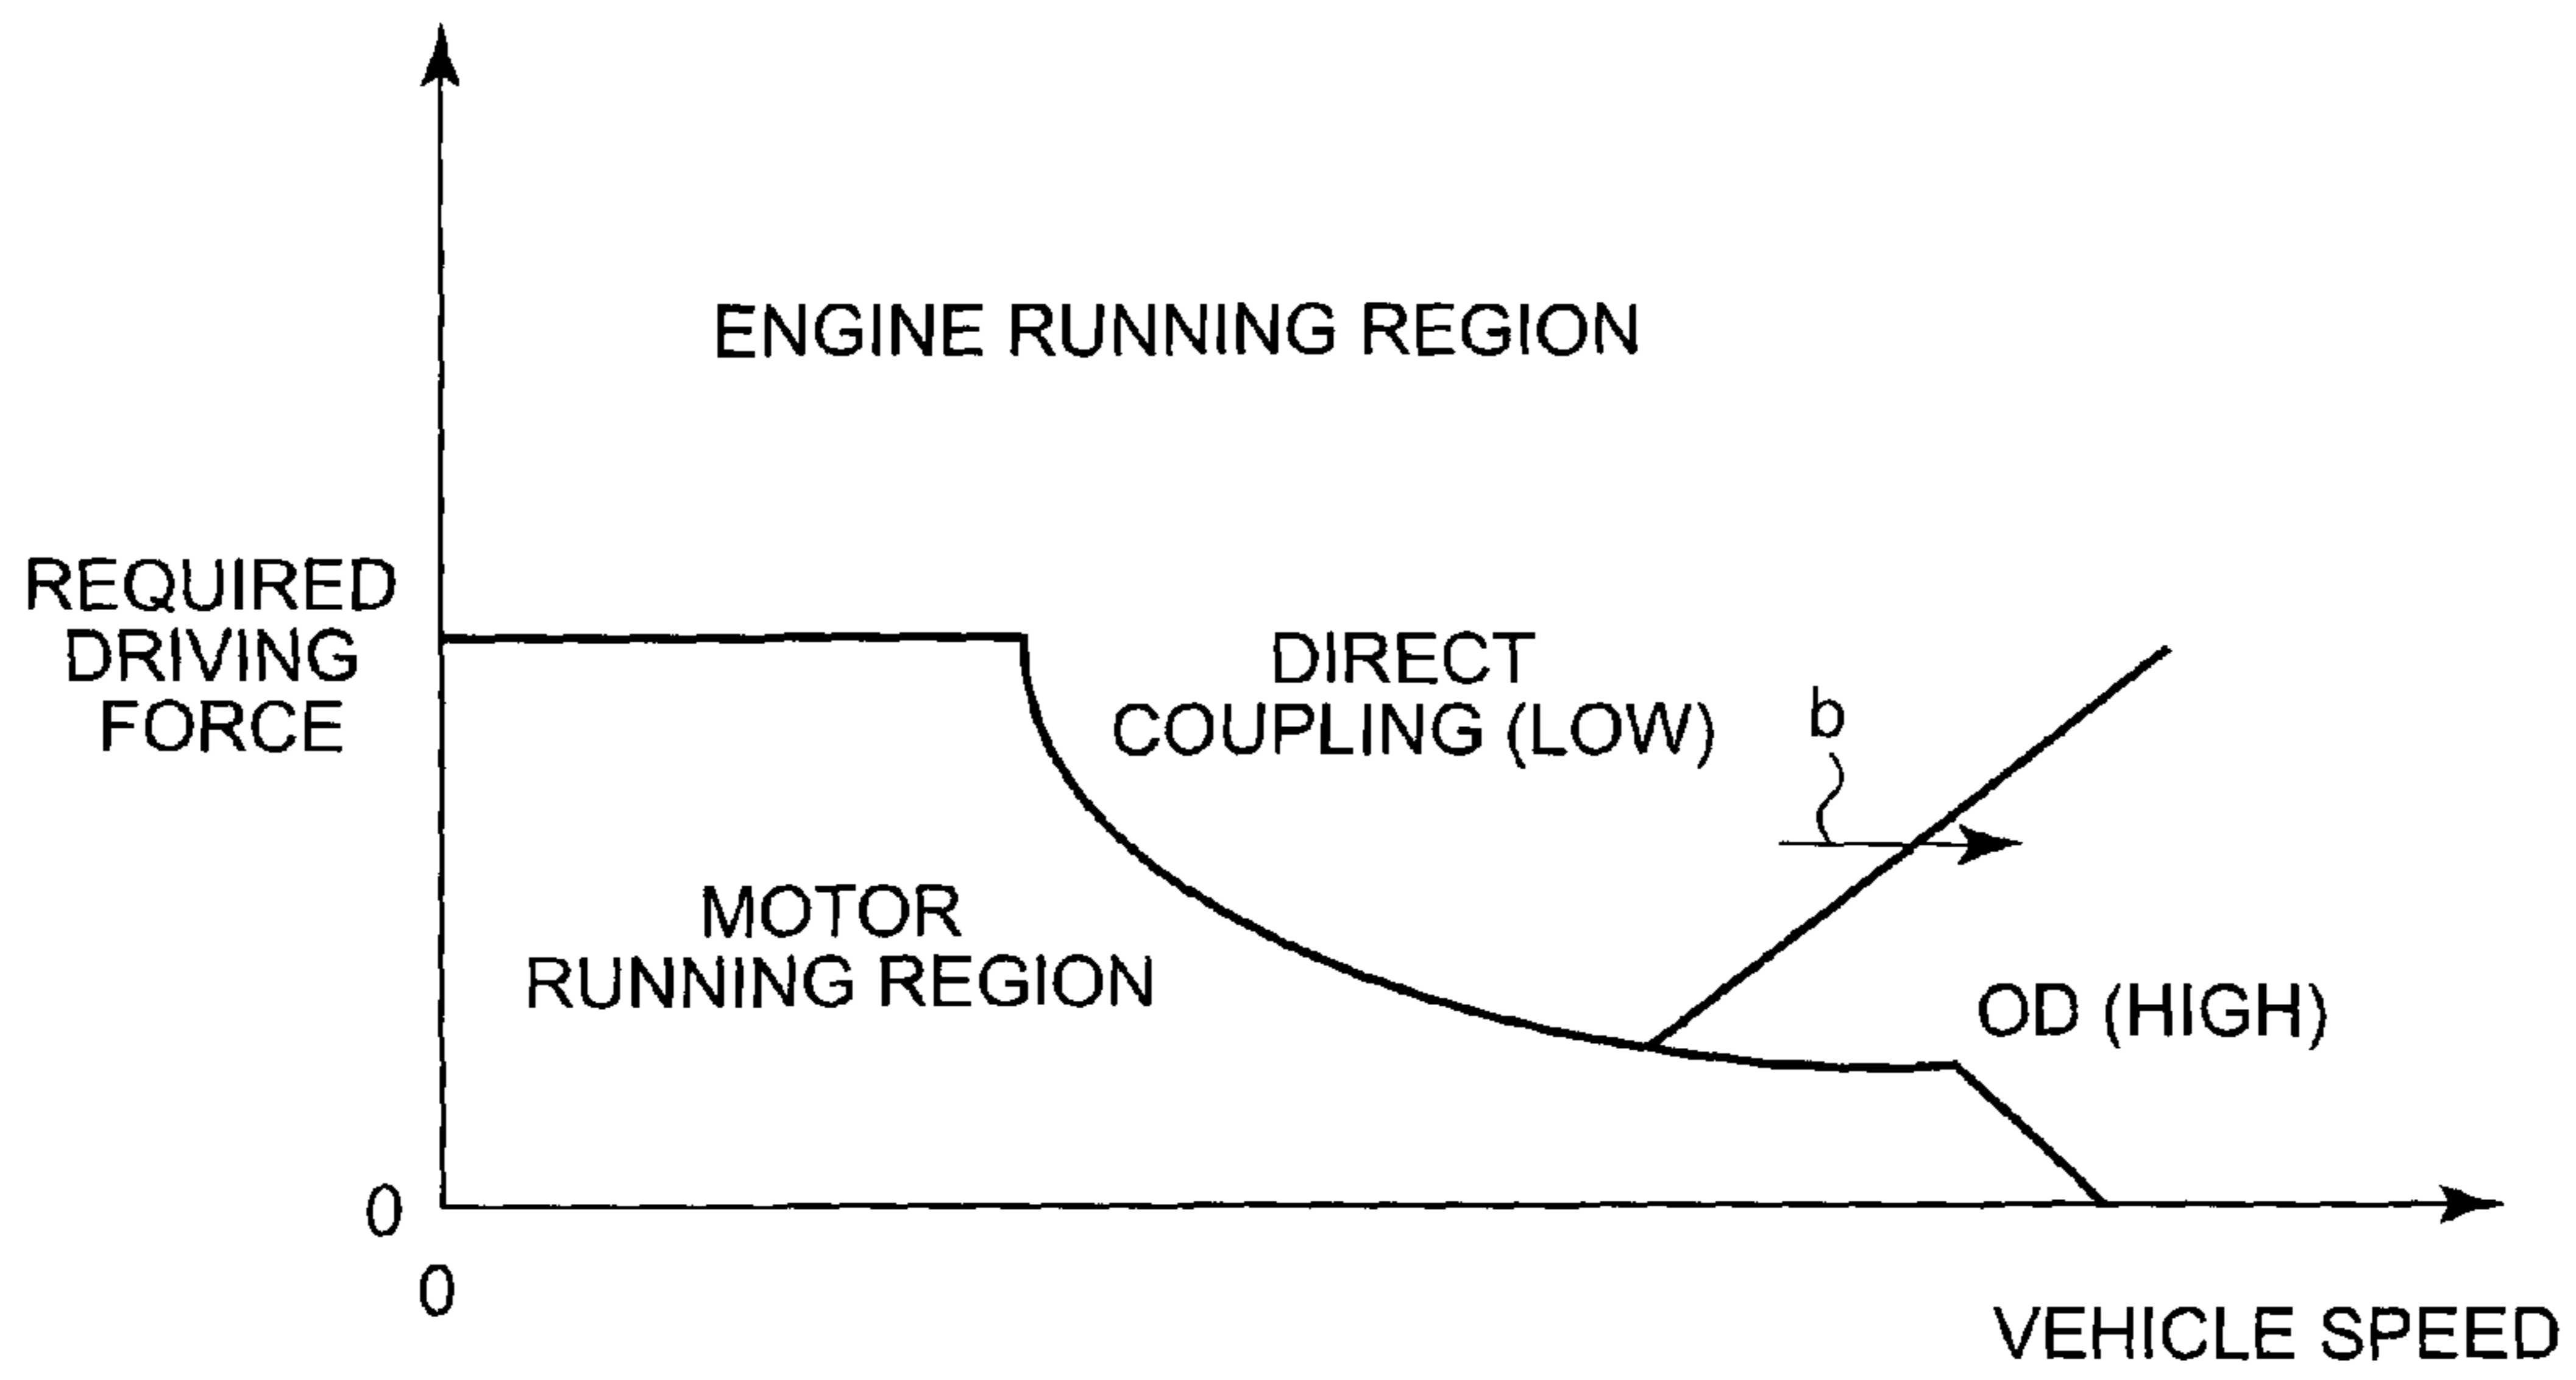 ENGINE RUNNING REGION
REQUIRED
DRIVING
FORCE
DIRECT
COUPLING (LOW)
b
MOTOR
RUNNING REGION
OD (HIGH)
0
0
VEHICLE SPEED